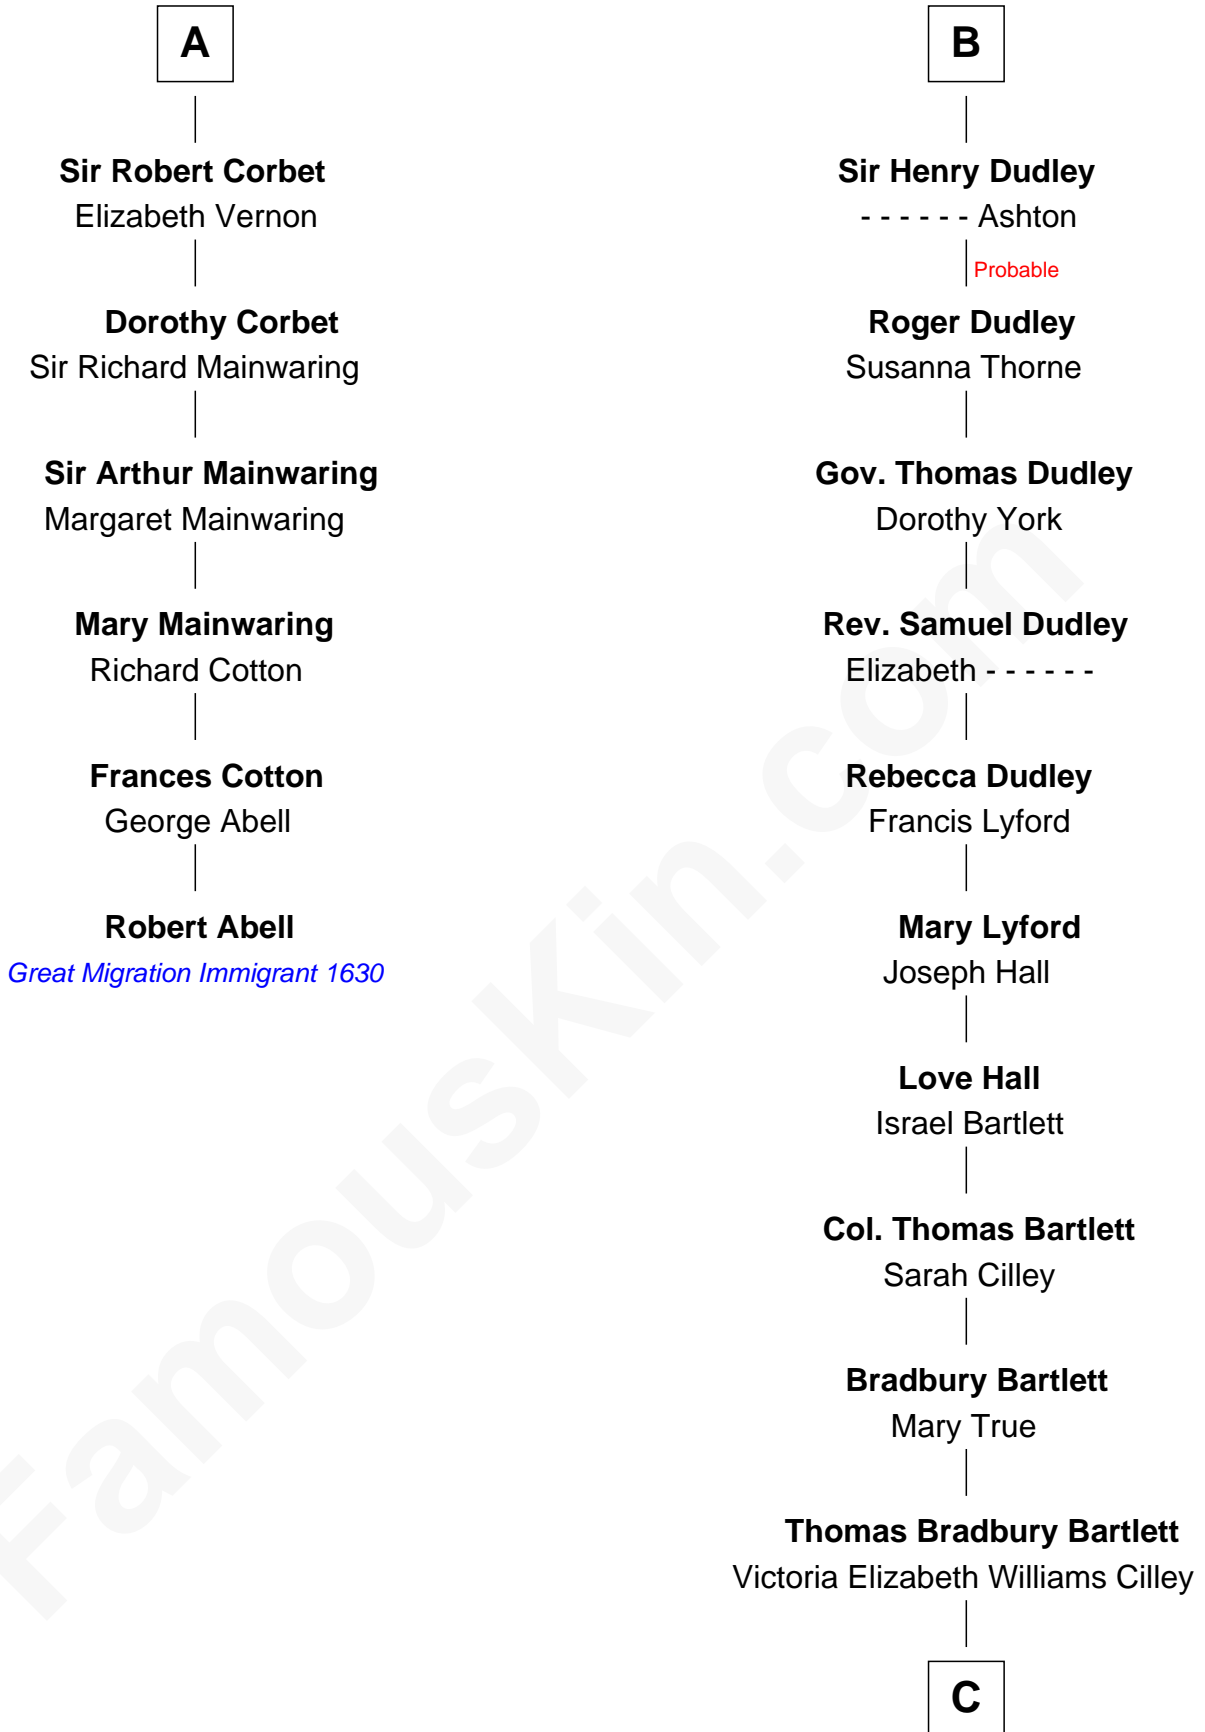 A
Sir Robert Corbet
Elizabeth Vernon
Dorothy Corbet
Sir Richard Mainwaring
Sir Arthur Mainwaring
Margaret Mainwaring
Mary Mainwaring
Richard Cotton
Frances Cotton
George Abell
Robert Abell
Great Migration Immigrant 1630
B
Sir Henry Dudley
- - - - - - Ashton
Probable
Roger Dudley
Susanna Thorne
Gov. Thomas Dudley
Dorothy York
Rev. Samuel Dudley
Elizabeth - - - - - -
Rebecca Dudley
Francis Lyford
Mary Lyford
Joseph Hall
Love Hall
Israel Bartlett
Col. Thomas Bartlett
Sarah Cilley
Bradbury Bartlett
Mary True
Thomas Bradbury Bartlett
Victoria Elizabeth Williams Cilley
C
FamousKin.com